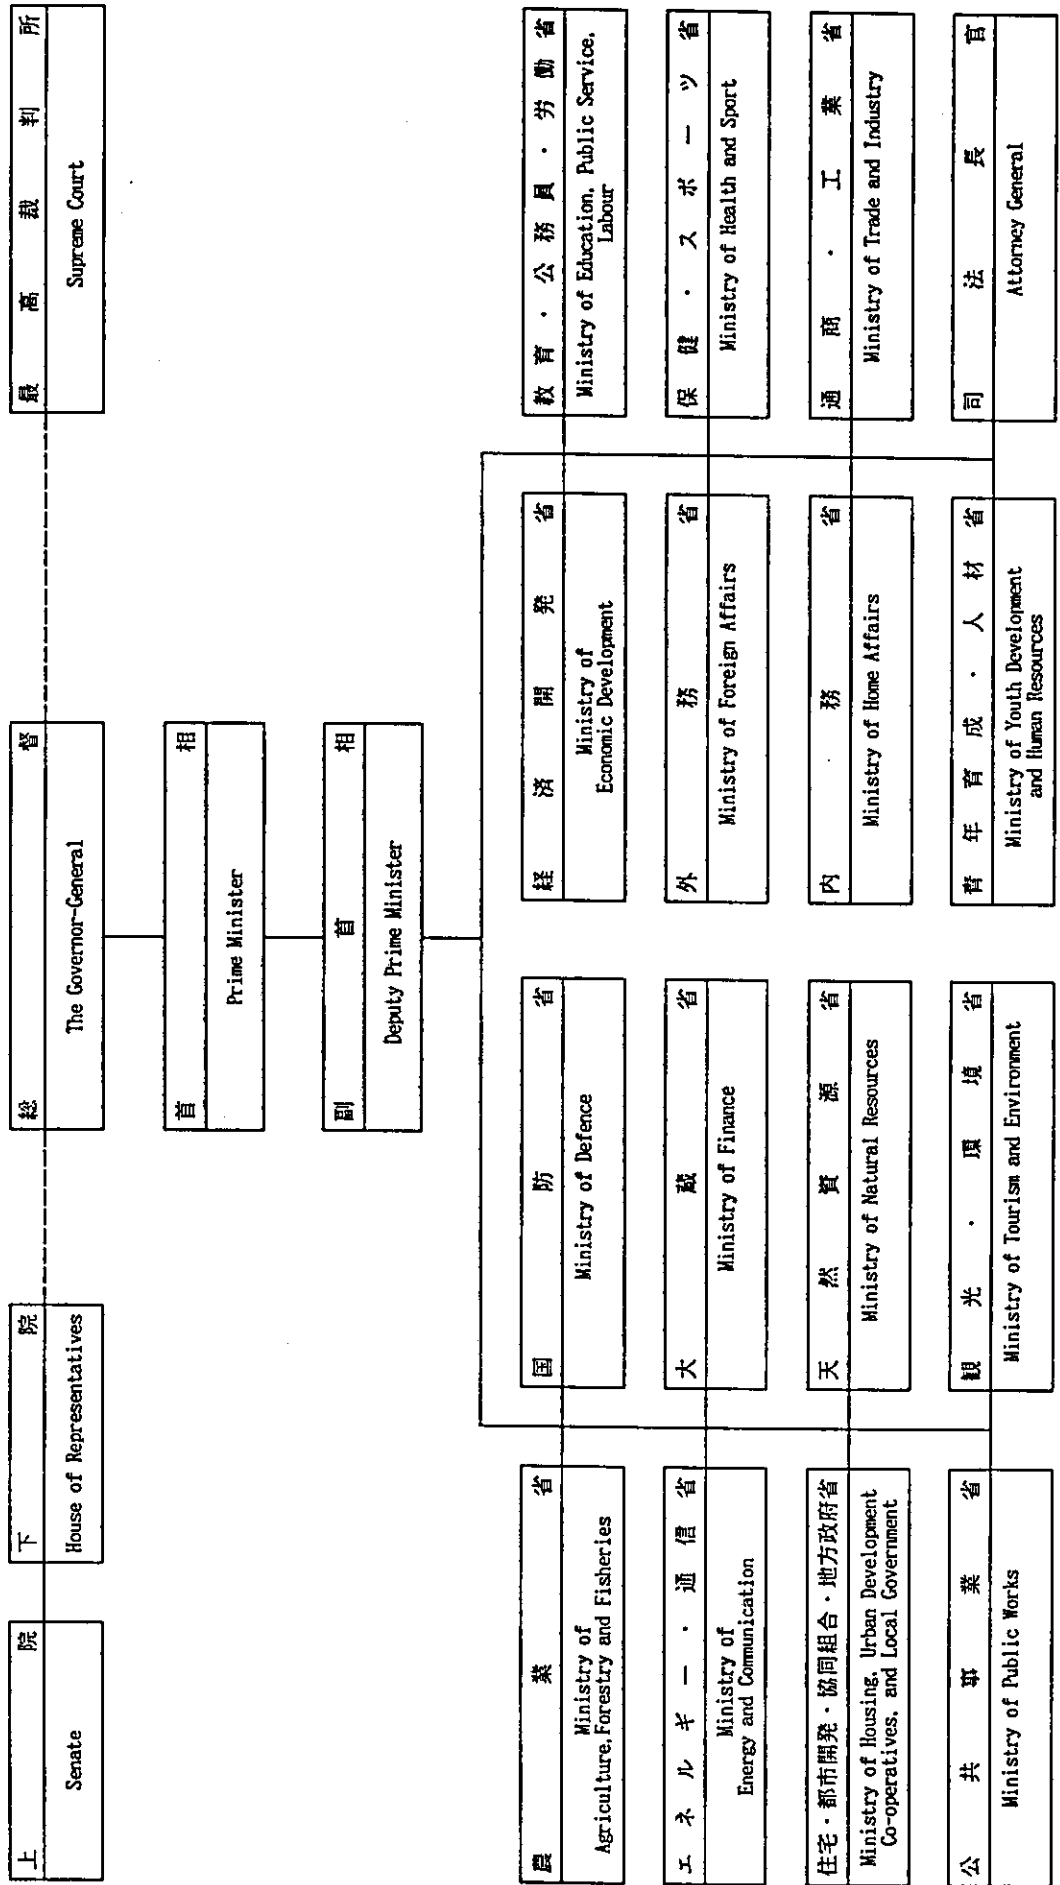 上院
Senate
下院
House of Representatives
総督
The Governor-General
最高裁判所
Supreme Court
首相
Prime Minister
副首相
Deputy Prime Minister
農業省
Ministry of
Agriculture, Forestry and Fisheries
国防省
Ministry of Defence
経済開発省
Ministry of
Economic Development
教育・公務員・労働省
Ministry of Education, Public Service,
Labour
エネルギー・通信省
Ministry of
Energy and Communication
大蔵省
Ministry of Finance
外務省
Ministry of Foreign Affairs
保健・スポーツ省
Ministry of Health and Sport
住宅・都市開発・協同組合・地方政府省
Ministry of Housing, Urban Development
Co-operatives, and Local Government
天然資源省
Ministry of Natural Resources
内務省
Ministry of Home Affairs
通商・工業省
Ministry of Trade and Industry
公共事業省
Ministry of Public Works
観光・環境省
Ministry of Tourism and Environment
青年育成・人材省
Ministry of Youth Development
and Human Resources
司法長官
Attorney General